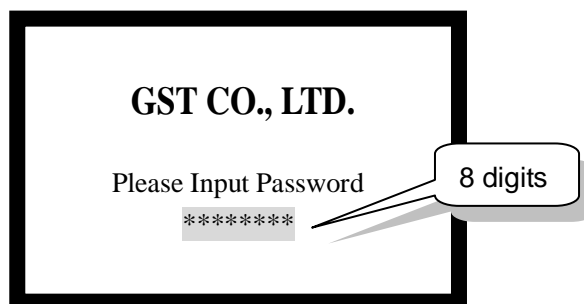 GST CO., LTD.
Please Input Password
********
8 digits